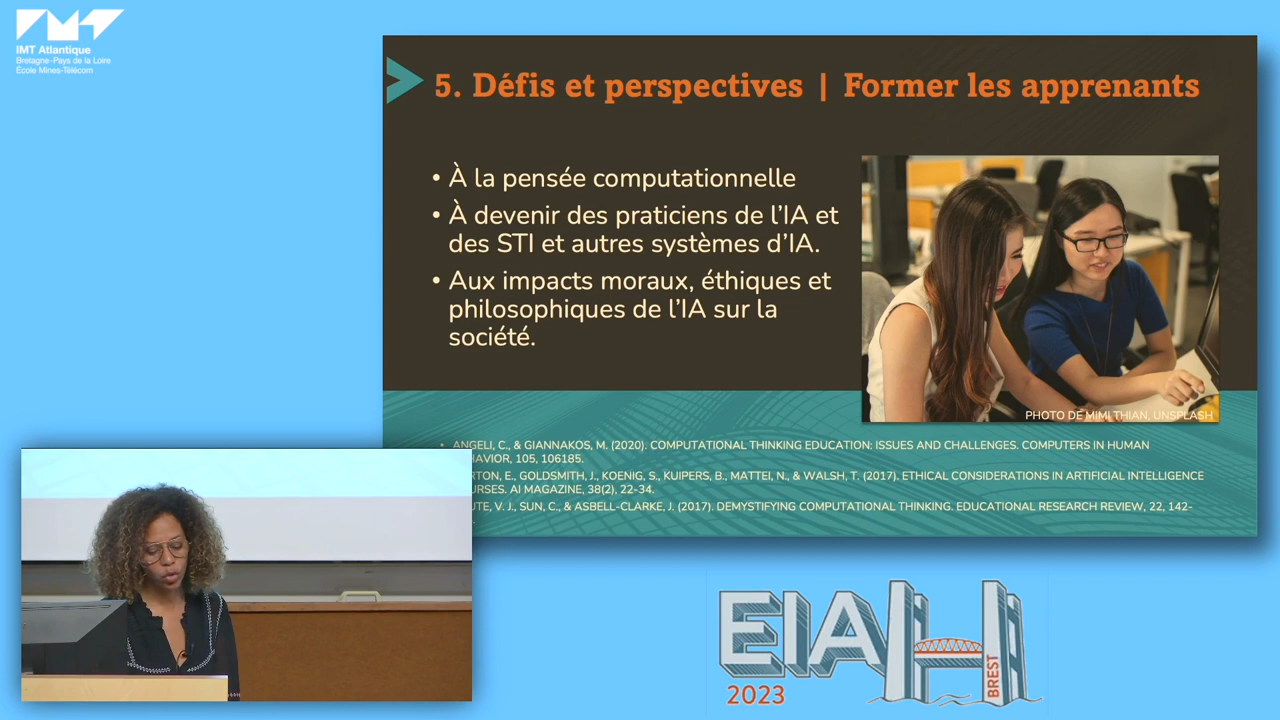 IMT Atlantique
Bretagne-Pays de la Loire
École Mines-Télécom
5. Défis et perspectives | Former les apprenants
• À la pensée computationnelle
• À devenir des praticiens de l'IA et
des STI et autres systèmes d'IA.
• Aux impacts moraux, éthiques et
philosophiques de l'IA sur la
société.
PHOTO DE MIMI THIAN, UNSPLASH
• ANGELI, C., & GIANNAKOS, M. (2020). COMPUTATIONAL THINKING EDUCATION: ISSUES AND CHALLENGES. COMPUTERS IN HUMAN
AVIOR, 105, 106185.
RTON, E., GOLDSMITH, J., KOENIG, S., KUIPERS, B., MATTEI, N., & WALSH, T. (2017). ETHICAL CONSIDERATIONS IN ARTIFICIAL INTELLIGENCE
URSES. AI MAGAZINE, 38(2), 22-34.
UTE, V. J., SUN, C., & ASBELL-CLARKE, J. (2017). DEMYSTIFYING COMPUTATIONAL THINKING. EDUCATIONAL RESEARCH REVIEW, 22, 142-
EIAH
BREST
2023